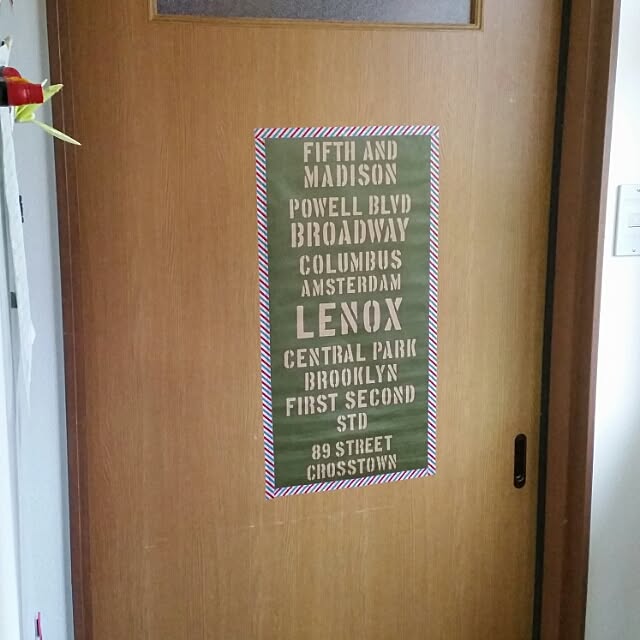 FIFTH AND
MADISON
POWELL BLVD
BROADWAY
COLUMBUS
AMSTERDAM
LENOX
CENTRAL PARK
BROOKLYN
FIRST SECOND
STD
89 STREET
CROSSTOWN